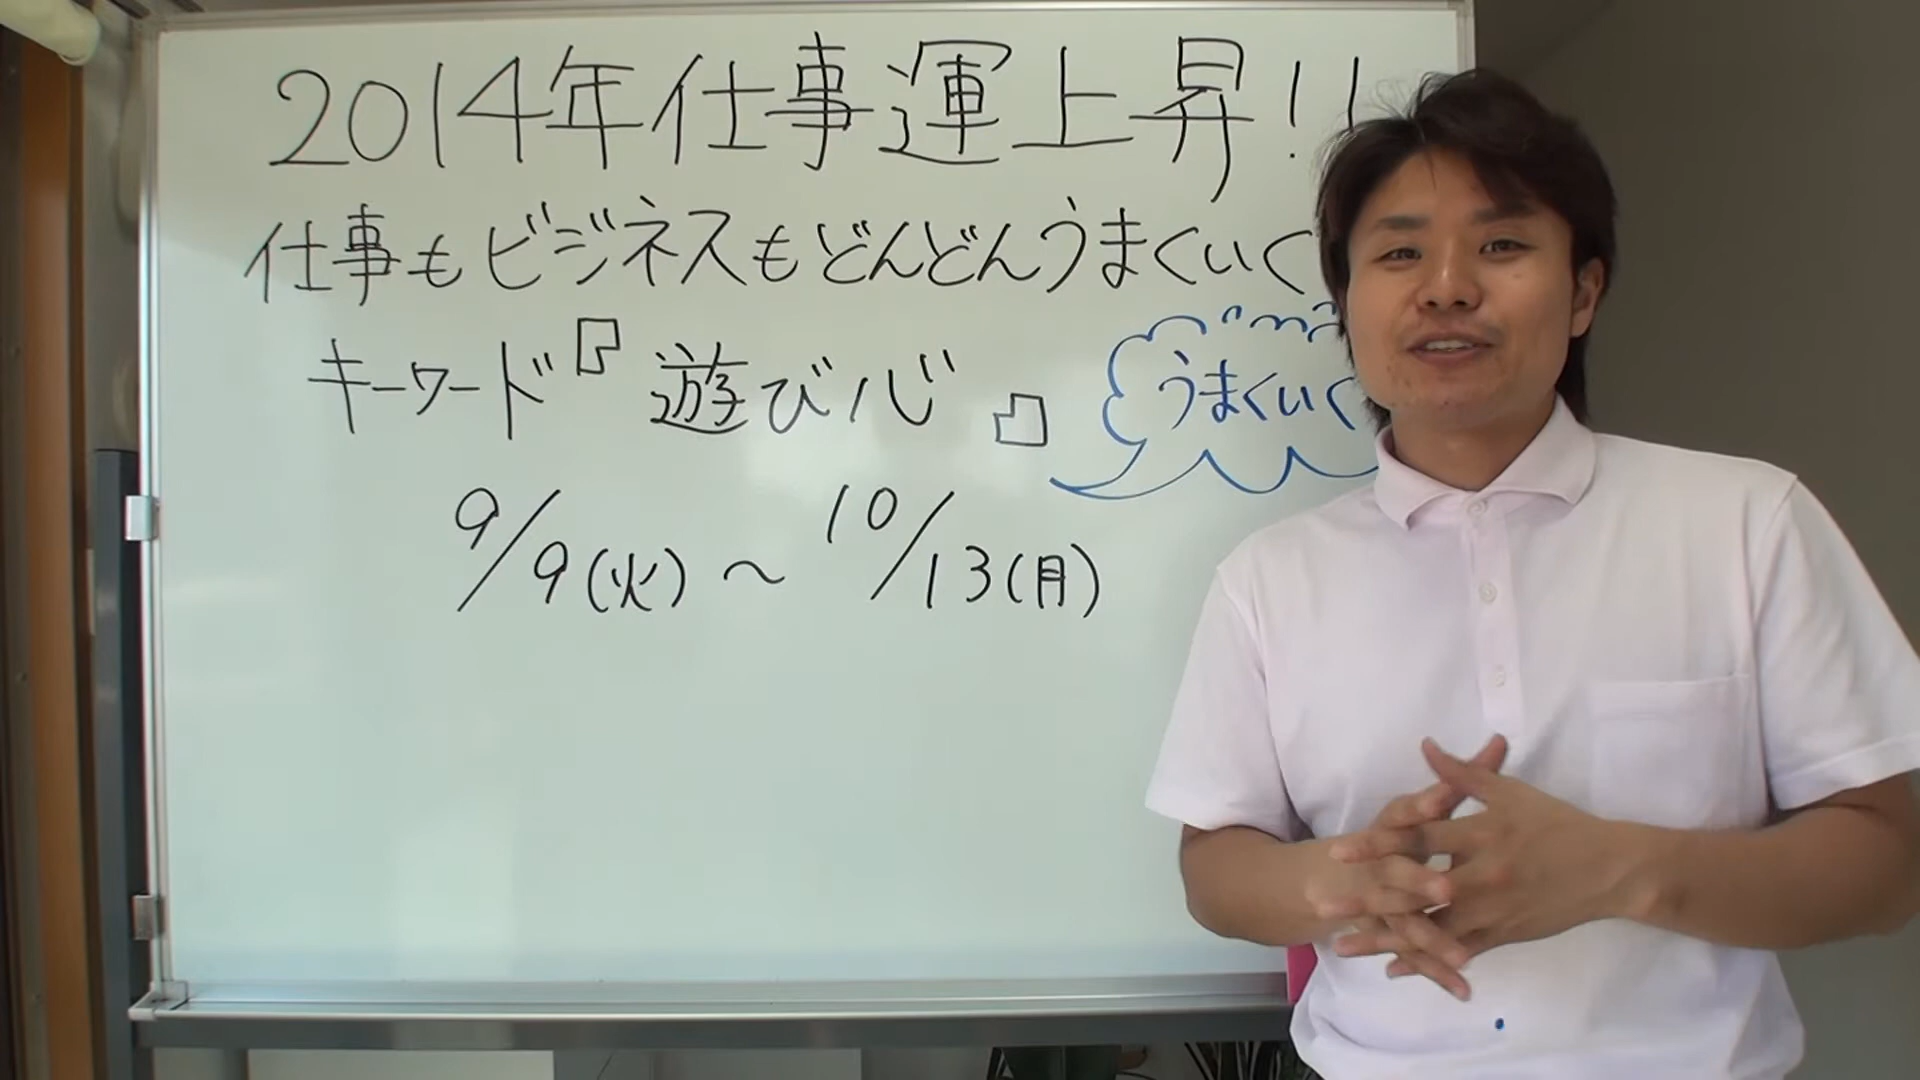 2014年仕事運上昇!!
仕事もビジネスもどんどんうまくいく
キーワード『遊び心』
うまくいく
9/9(火)～10/13(月)